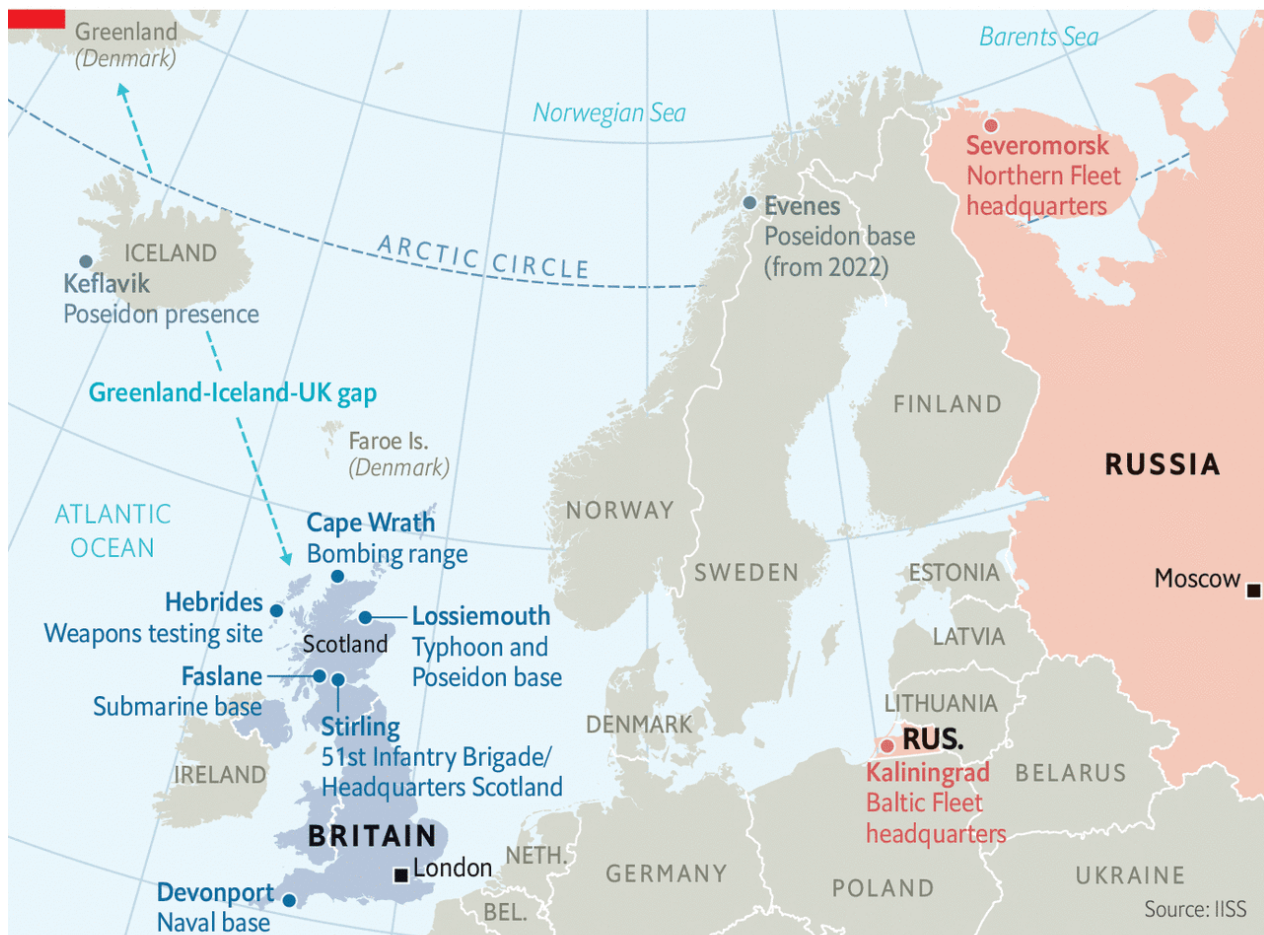 Greenland
(Denmark)
Barents Sea
Norwegian Sea
Severomorsk
Northern Fleet
headquarters
Evenes
Poseidon base
(from 2022)
ARCTIC CIRCLE
ICELAND
Keflavik
Poseidon presence
Greenland-Iceland-UK gap
FINLAND
Faroe Is.
(Denmark)
RUSSIA
NORWAY
ATLANTIC
OCEAN
Cape Wrath
Bombing range
SWEDEN
ESTONIA
Moscow
Hebrides
Weapons testing site
Lossiemouth
Typhoon and
Poseidon base
Scotland
LATVIA
Faslane
Submarine base
LITHUANIA
DENMARK
Stirling
51st Infantry Brigade/
Headquarters Scotland
RUS.
Kaliningrad
Baltic Fleet
headquarters
BELARUS
IRELAND
BRITAIN
London
NETH.
GERMANY
POLAND
UKRAINE
Devonport
Naval base
BEL.
Source: IISS